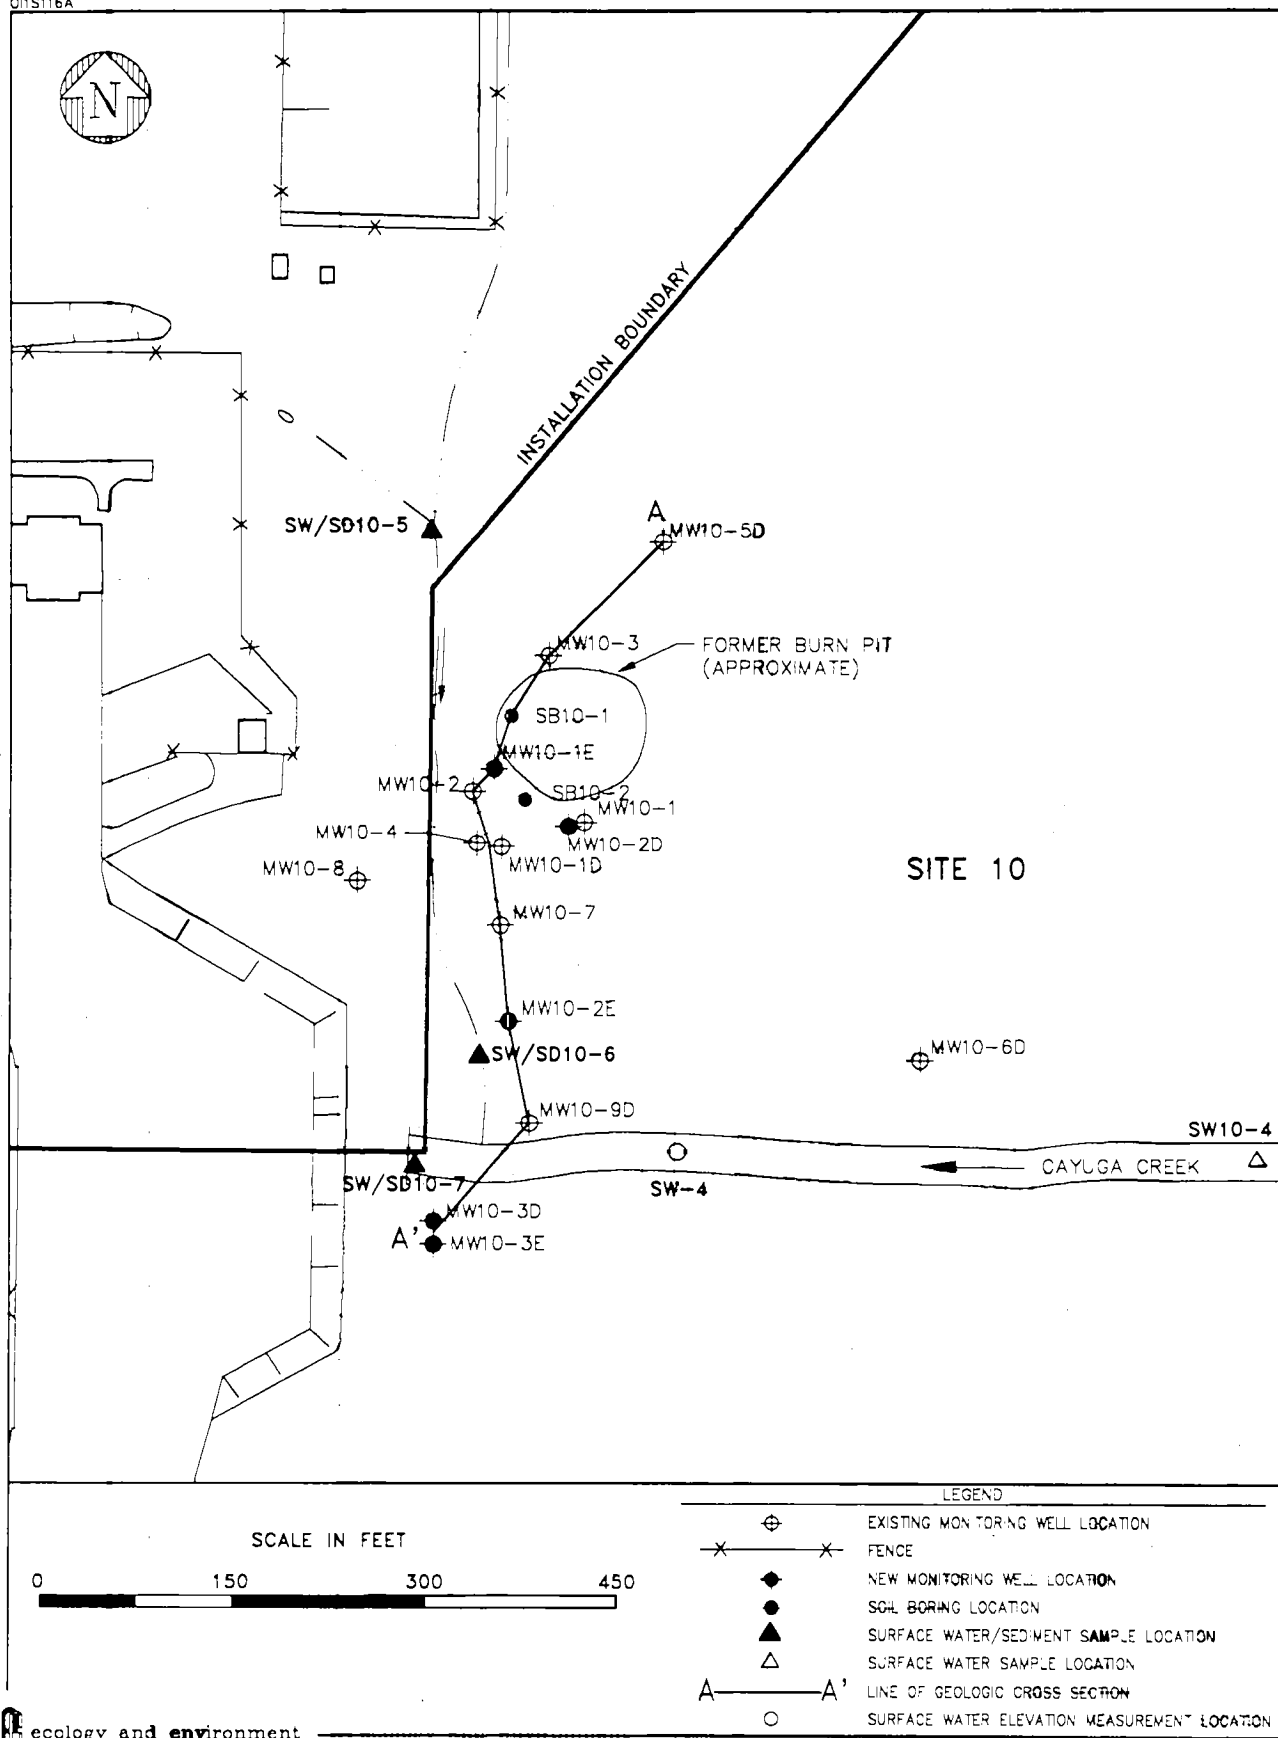 N
INSTALLATION BOUNDARY
SW/SD10-5
A
MW10-5D
MW10-3
FORMER BURN PIT
(APPROXIMATE)
SB10-1
MW10-1E
MW10-2
SB10-2
MW10-1
MW10-4
MW10-2D
MW10-1D
MW10-8
SITE 10
MW10-7
MW10-2E
SW/SD10-6
MW10-6D
MW10-9D
SW10-4
CAYUGA CREEK
SW/SD10-7
SW-4
MW10-3D
A'
MW10-3E
LEGEND
EXISTING MONITORING WELL LOCATION
FENCE
NEW MONITORING WELL LOCATION
SOIL BORING LOCATION
SURFACE WATER/SEDIMENT SAMPLE LOCATION
SURFACE WATER SAMPLE LOCATION
A A' LINE OF GEOLOGIC CROSS SECTION
SURFACE WATER ELEVATION MEASUREMENT LOCATION
SCALE IN FEET
0 150 300 450
ecology and environment